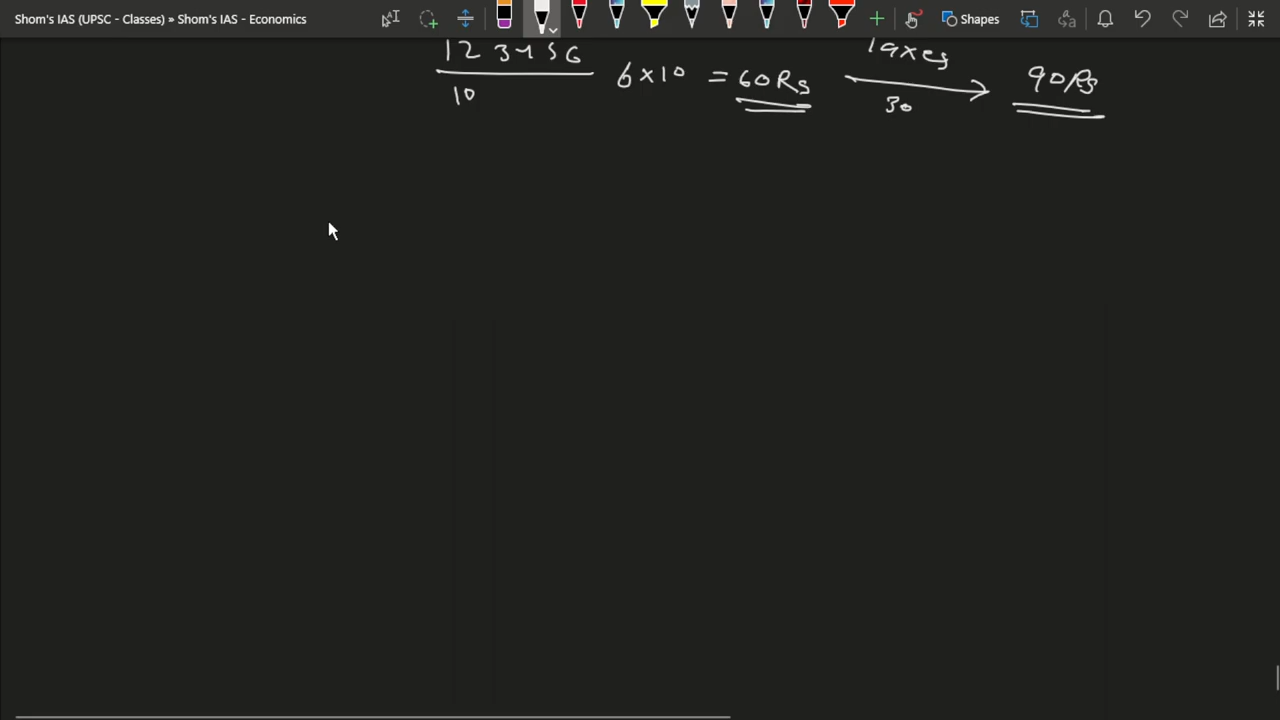 Shom's IAS (UPSC - Classes) » Shom's IAS - Economics
Shapes
1 2 3 4 5 6
10
6 x 10 = 60 Rs
Taxes
30
90 Rs